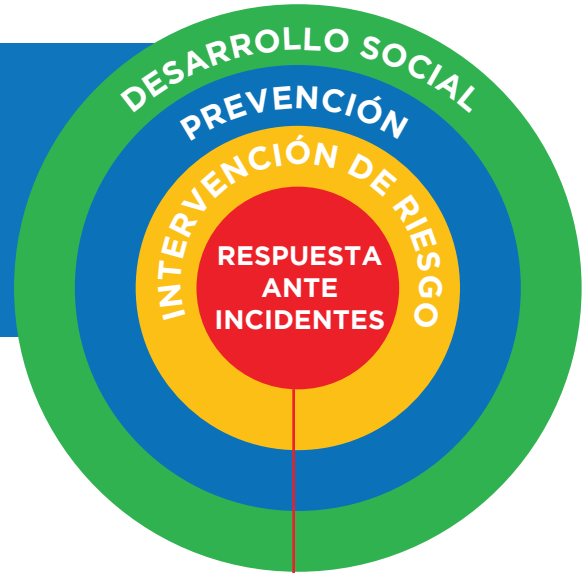 DESARROLLO SOCIAL
PREVENCIÓN
INTERVENCIÓN DE RIESGO
RESPUESTA
ANTE
INCIDENTES